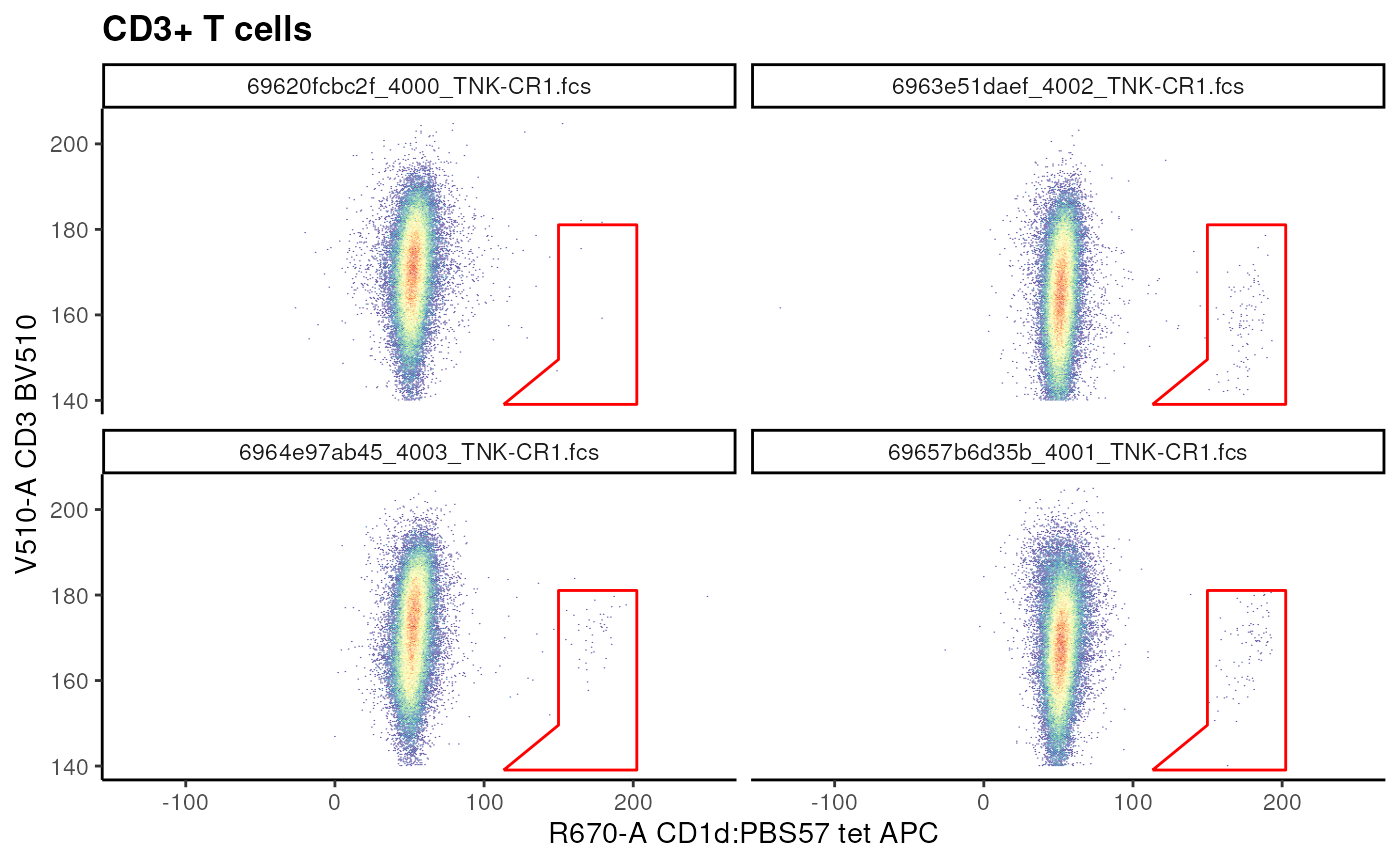 CD3+ T cells
69620fcbc2f_4000_TNK-CR1.fcs
6963e51daef_4002_TNK-CR1.fcs
200
180
160
140
6964e97ab45_4003_TNK-CR1.fcs
69657b6d35b_4001_TNK-CR1.fcs
200
180
160
140
V510-A CD3 BV510
-100 0 100 200
-100 0 100 200
R670-A CD1d:PBS57 tet APC